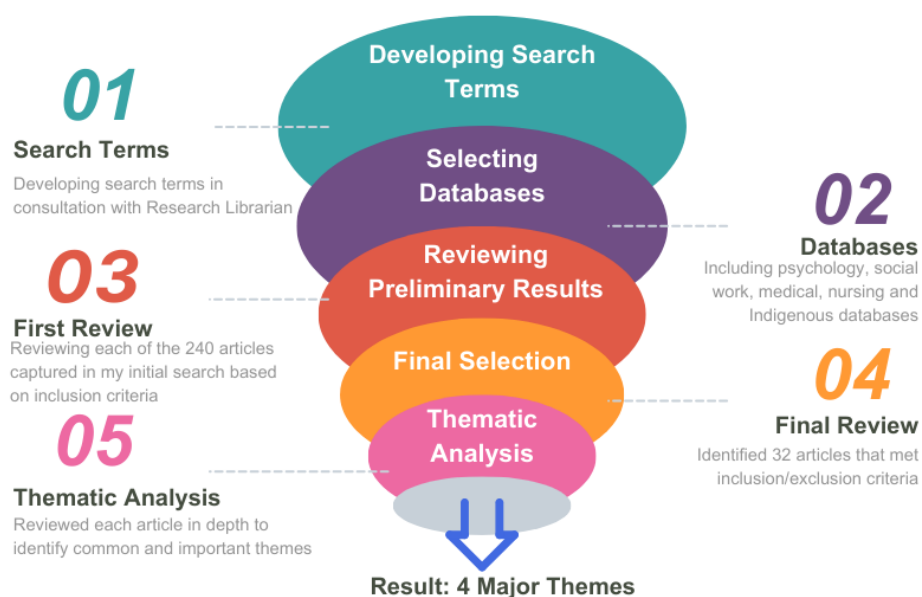 Developing Search
Terms
01
Search Terms
Developing search terms in
consultation with Research Librarian
Selecting
Databases
02
Databases
Including psychology, social
work, medical, nursing and
Indigenous databases
03
First Review
Reviewing each of the 240 articles
captured in my initial search based
on inclusion criteria
Reviewing
Preliminary Results
Final Selection
04
Final Review
Identified 32 articles that met
inclusion/exclusion criteria
05
Thematic Analysis
Reviewed each article in depth to
identify common and important themes
Thematic
Analysis
Result: 4 Major Themes